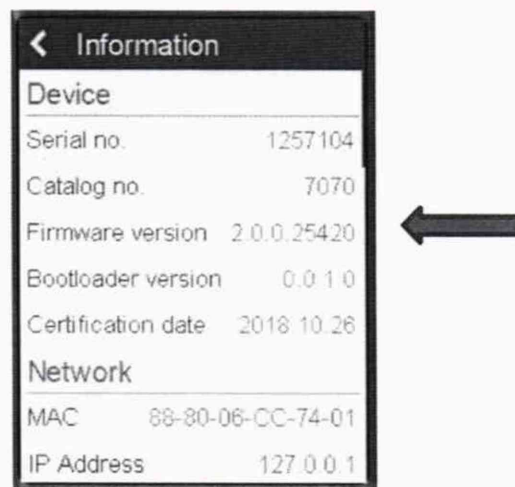 Information
Device
Serial no. 1257104
Catalog no. 7070
Firmware version 2.0.0.25420
Bootloader version 0.0.1.0
Certification date 2018.10.26
Network
MAC 88-80-06-CC-74-01
IP Address 127.0.0.1